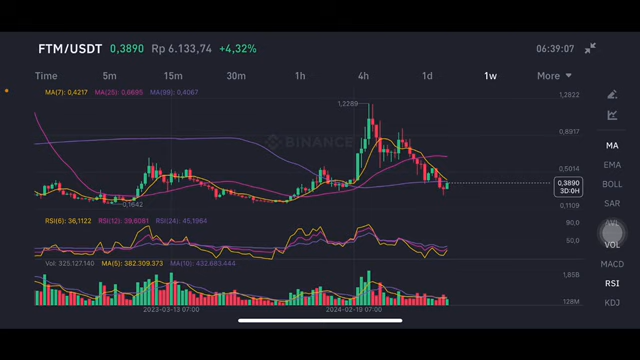 FTM/USDT 0,3890 Rp 6.133,74 +4,32% 06:39:07
Time 5m 15m 30m 1h 4h 1d 1w More
MA(7): 0,4217 MA(25): 0,6695 MA(99): 0,4067
1,2822
1,2289
0,8917
BINANCE
0,5014
0,3890
3D:0H
0,1642
0,1109
RSI(6): 36,1122 RSI(12): 39,6081 RSI(24): 45,1964
90,0
50,0
Vol: 325.127.140 MA(5): 382.309.373 MA(10): 432.693.444
1,85B
128M
2023-03-13 07:00 2024-02-19 07:00
MA
EMA
BOLL
SAR
AVL
VOL
MACD
RSI
KDJ